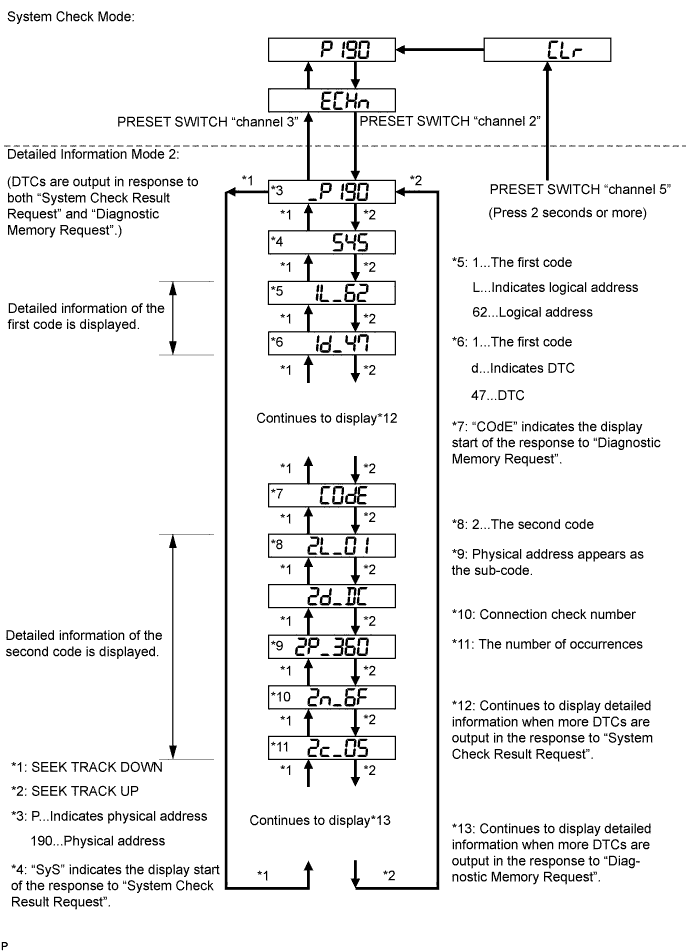 System Check Mode:
P190
CLr
ECHn
PRESET SWITCH “channel 3”
PRESET SWITCH “channel 2”
Detailed Information Mode 2:
(DTCs are output in response to
both “System Check Result
Request” and “Diagnostic
Memory Request”.)
*1
*3 _P190
*2
PRESET SWITCH “channel 5”
(Press 2 seconds or more)
*1 *2
*4 SYS
*1 *2
*5 1L_62
*1 *2
*6 1d_47
*1 *2
Detailed information of the
first code is displayed.
*5: 1...The first code
L...Indicates logical address
62...Logical address
*6: 1...The first code
d...Indicates DTC
47...DTC
Continues to display*12
*7: “COdE” indicates the display
start of the response to “Diagnostic
Memory Request”.
*1 *2
*7 COdE
*1 *2
*8 2L_01
*1 *2
2d_DC
*1 *2
*9 2P_360
*1 *2
*10 2n_6F
*1 *2
*11 2c_05
*1 *2
Detailed information of the
second code is displayed.
*8: 2...The second code
*9: Physical address appears as
the sub-code.
*10: Connection check number
*11: The number of occurrences
*12: Continues to display detailed
information when more DTCs are
output in the response to “System
Check Result Request”.
*1: SEEK TRACK DOWN
*2: SEEK TRACK UP
*3: P...Indicates physical address
190...Physical address
*4: “SyS” indicates the display start
of the response to “System Check
Result Request”.
Continues to display*13
*1
*2
*13: Continues to display detailed
information when more DTCs are
output in the response to “Diag-
nostic Memory Request”.
P